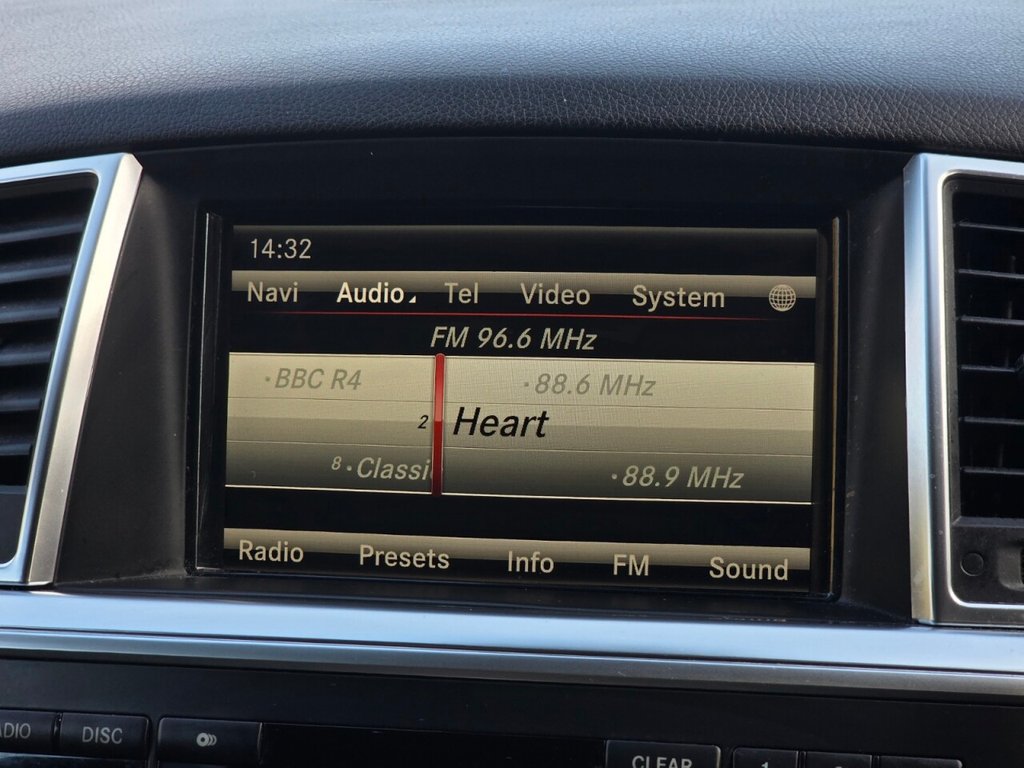 14:32
Navi Audio Tel Video System
FM 96.6 MHz
·BBC R4 ·88.6 MHz
2 Heart
8·Classi ·88.9 MHz
Radio Presets Info FM Sound
DISC
CLEAR 1